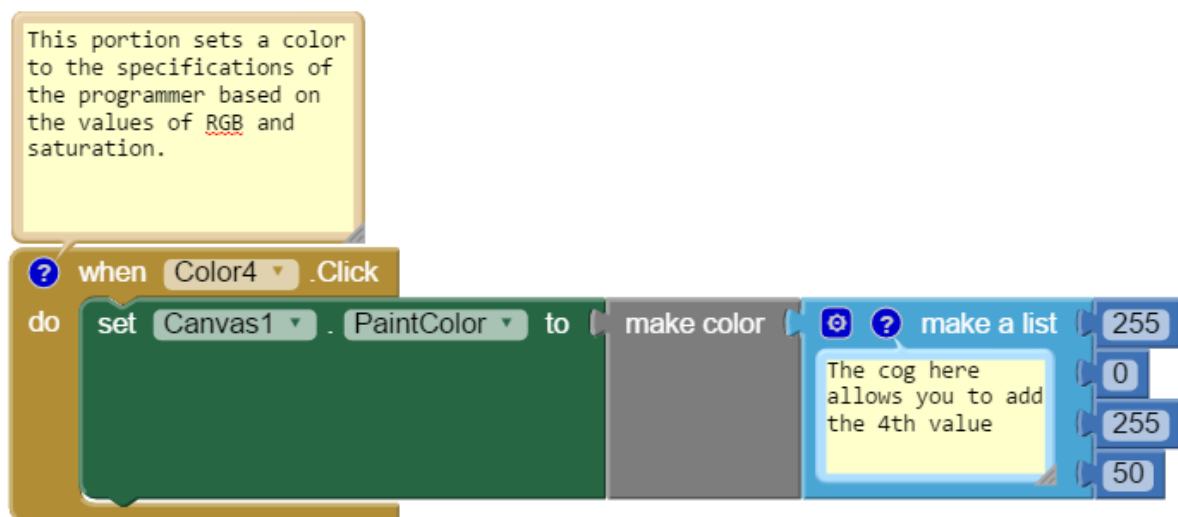 This portion sets a color
to the specifications of
the programmer based on
the values of RGB and
saturation.
? when Color4 .Click
do set Canvas1 . PaintColor to make color ? make a list 255
The cog here
allows you to add
the 4th value
0
255
50